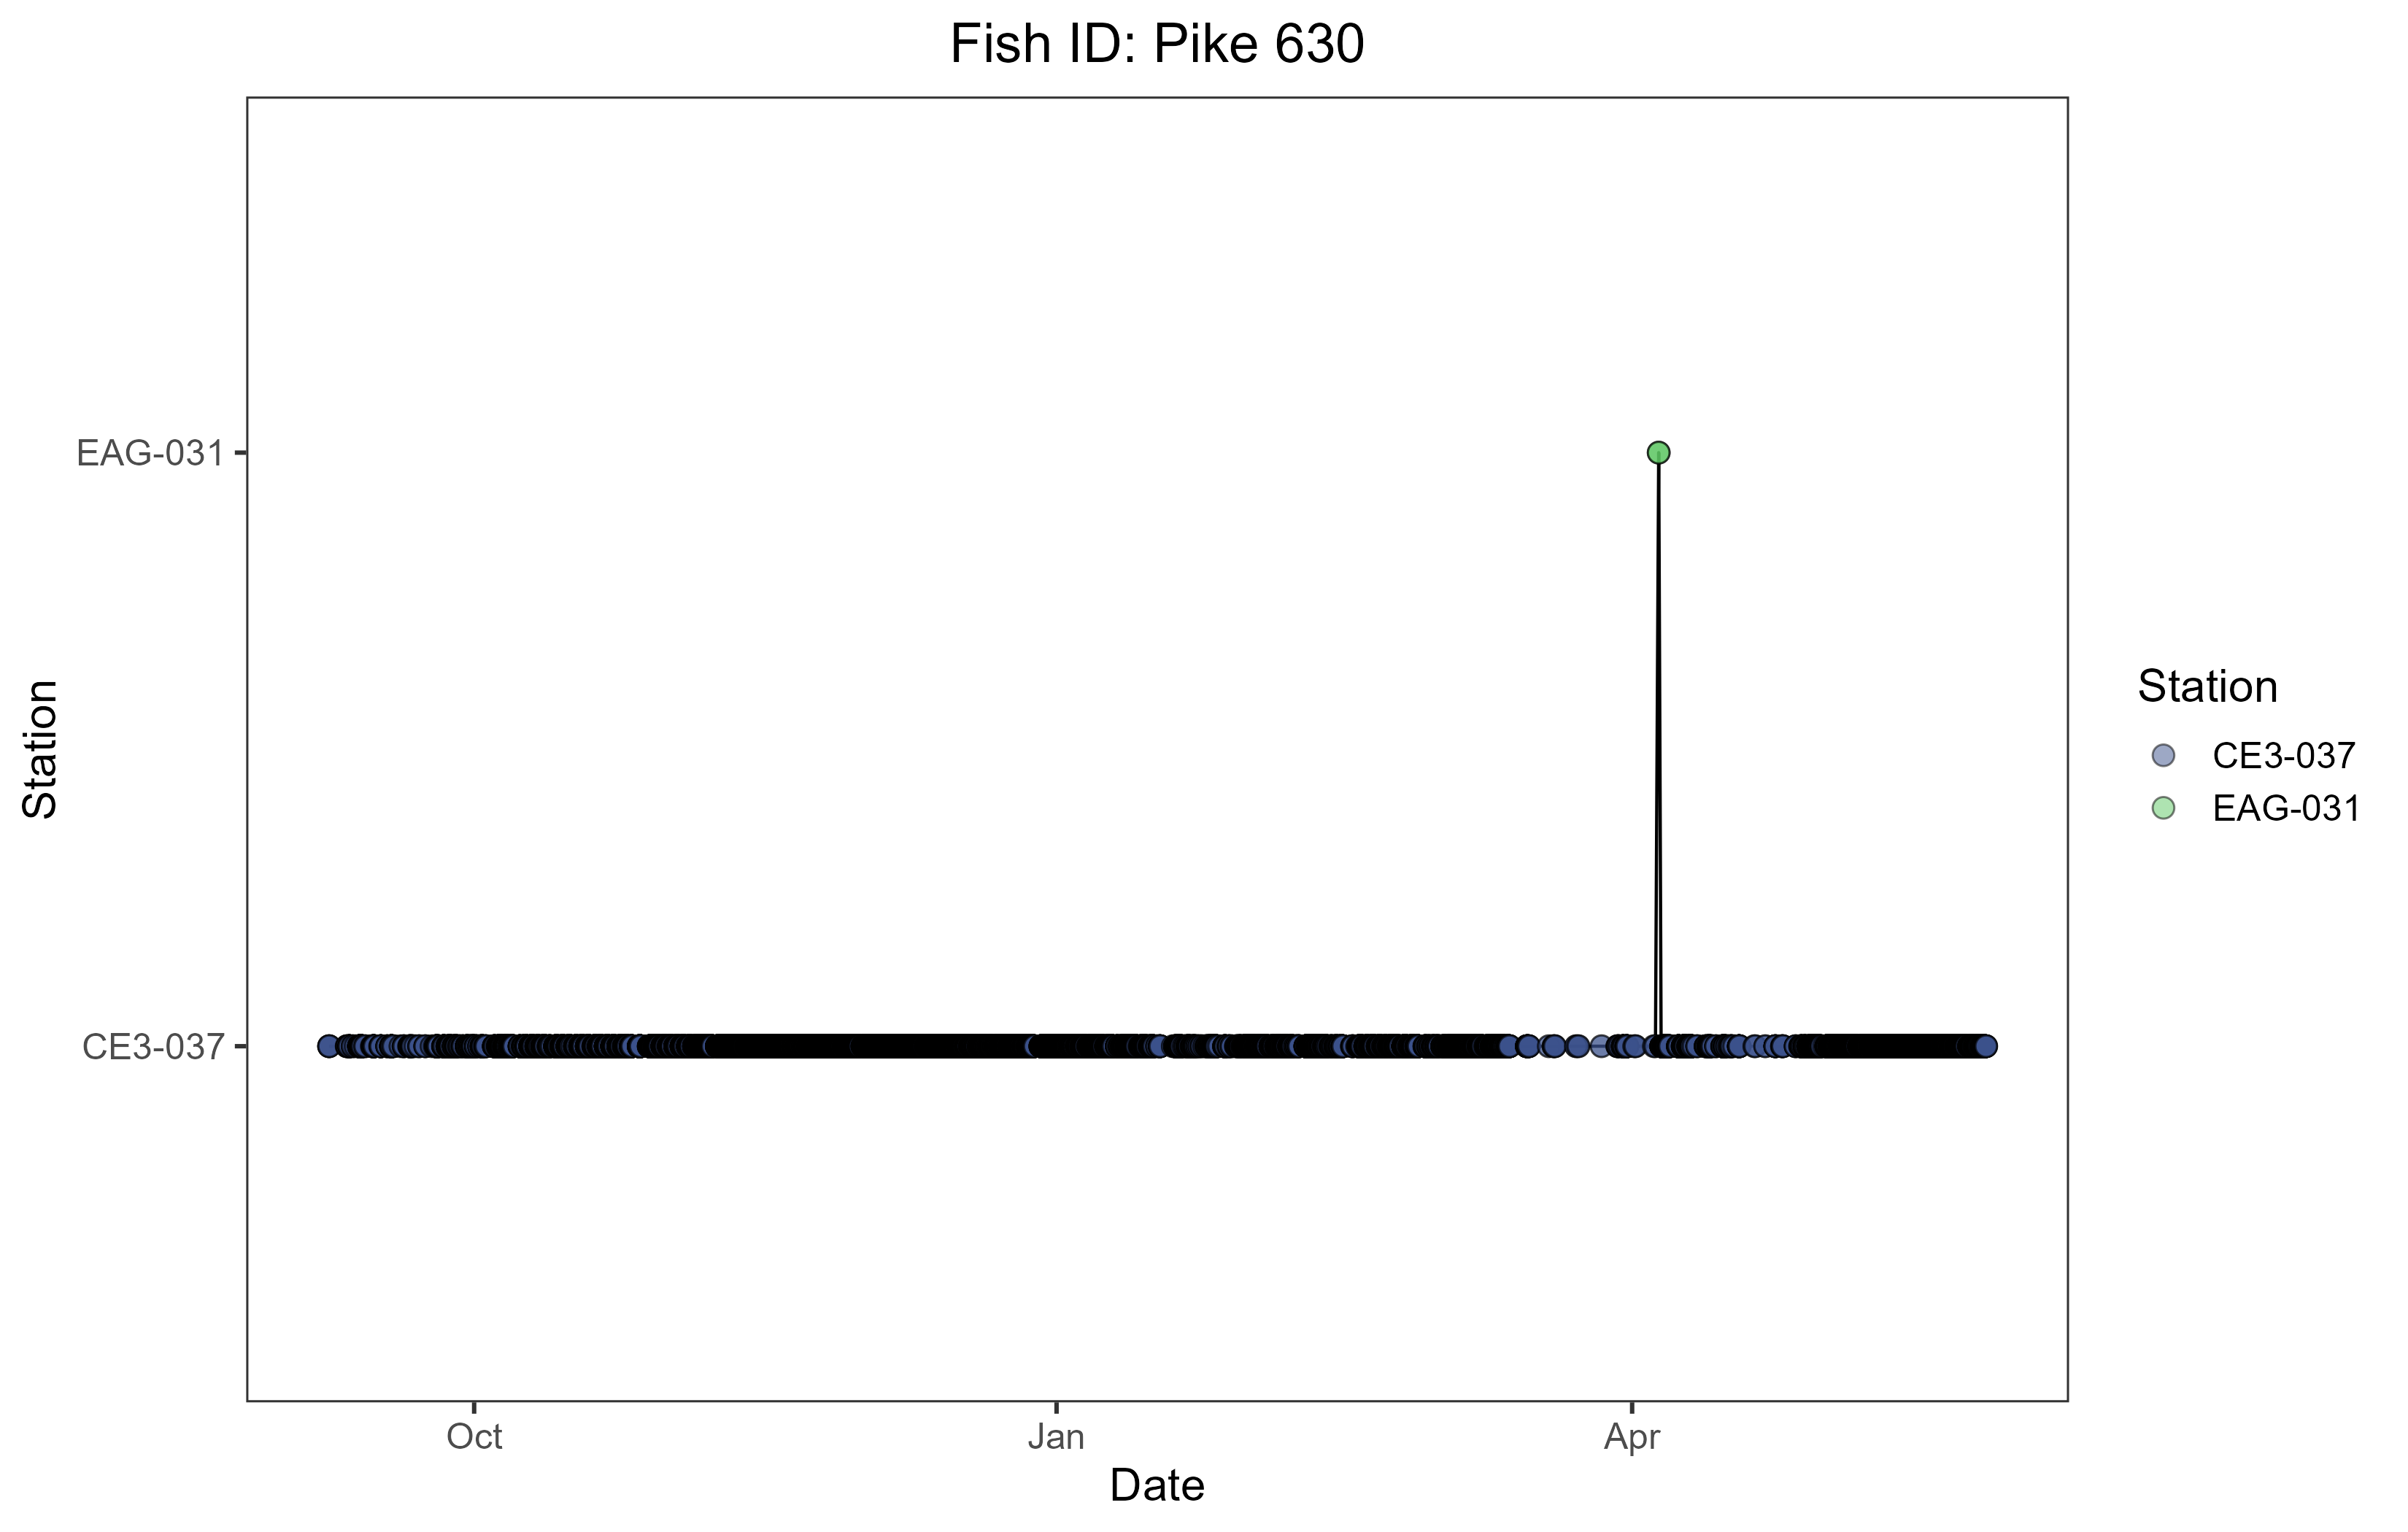 Fish ID: Pike 630
Station
EAG-031
CE3-037
Oct
Jan
Apr
Date
Station
CE3-037
EAG-031